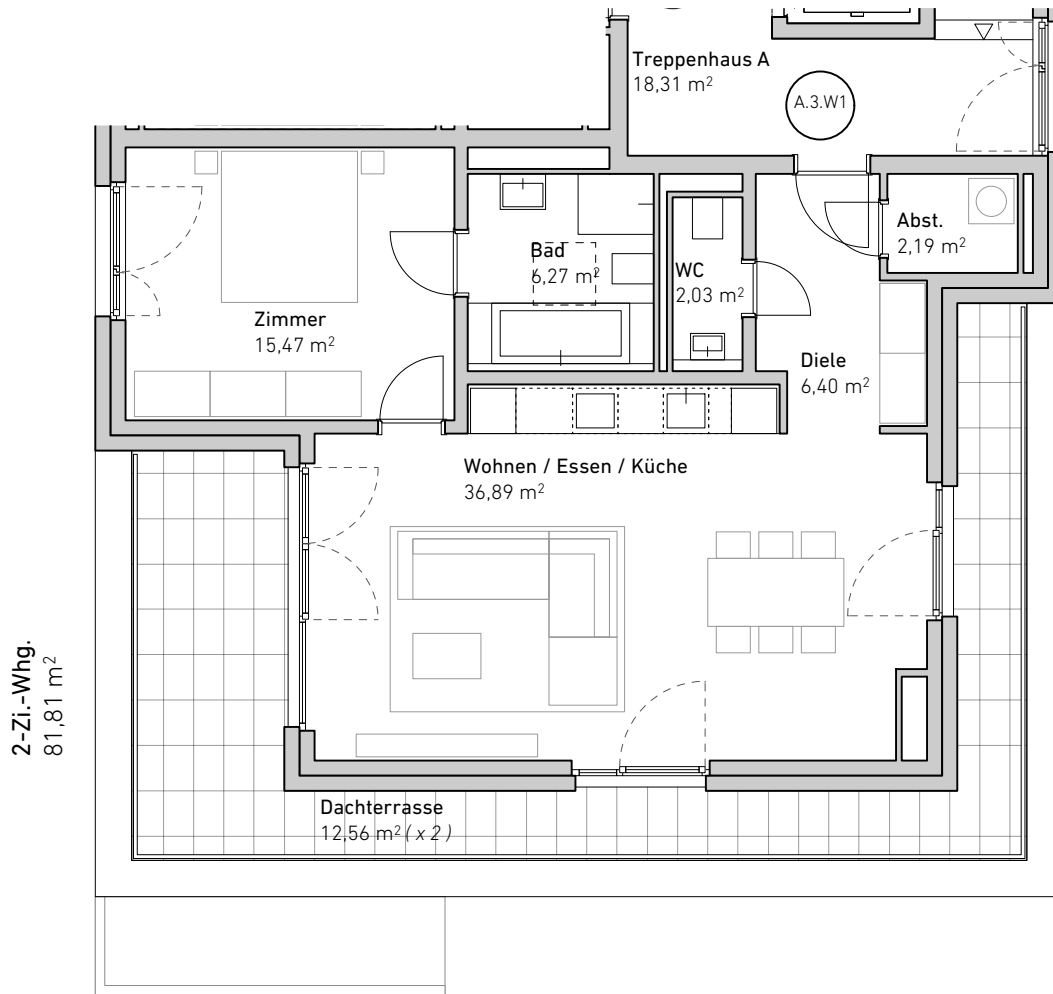 Treppenhaus A
18,31 m²
A.3.W1
Abst.
2,19 m²
Bad
6,27 m²
WC
2,03 m²
Zimmer
15,47 m²
Diele
6,40 m²
Wohnen / Essen / Küche
36,89 m²
2-Zi.-Whg.
81,81 m²
Dachterrasse
12,56 m² ( x 2 )